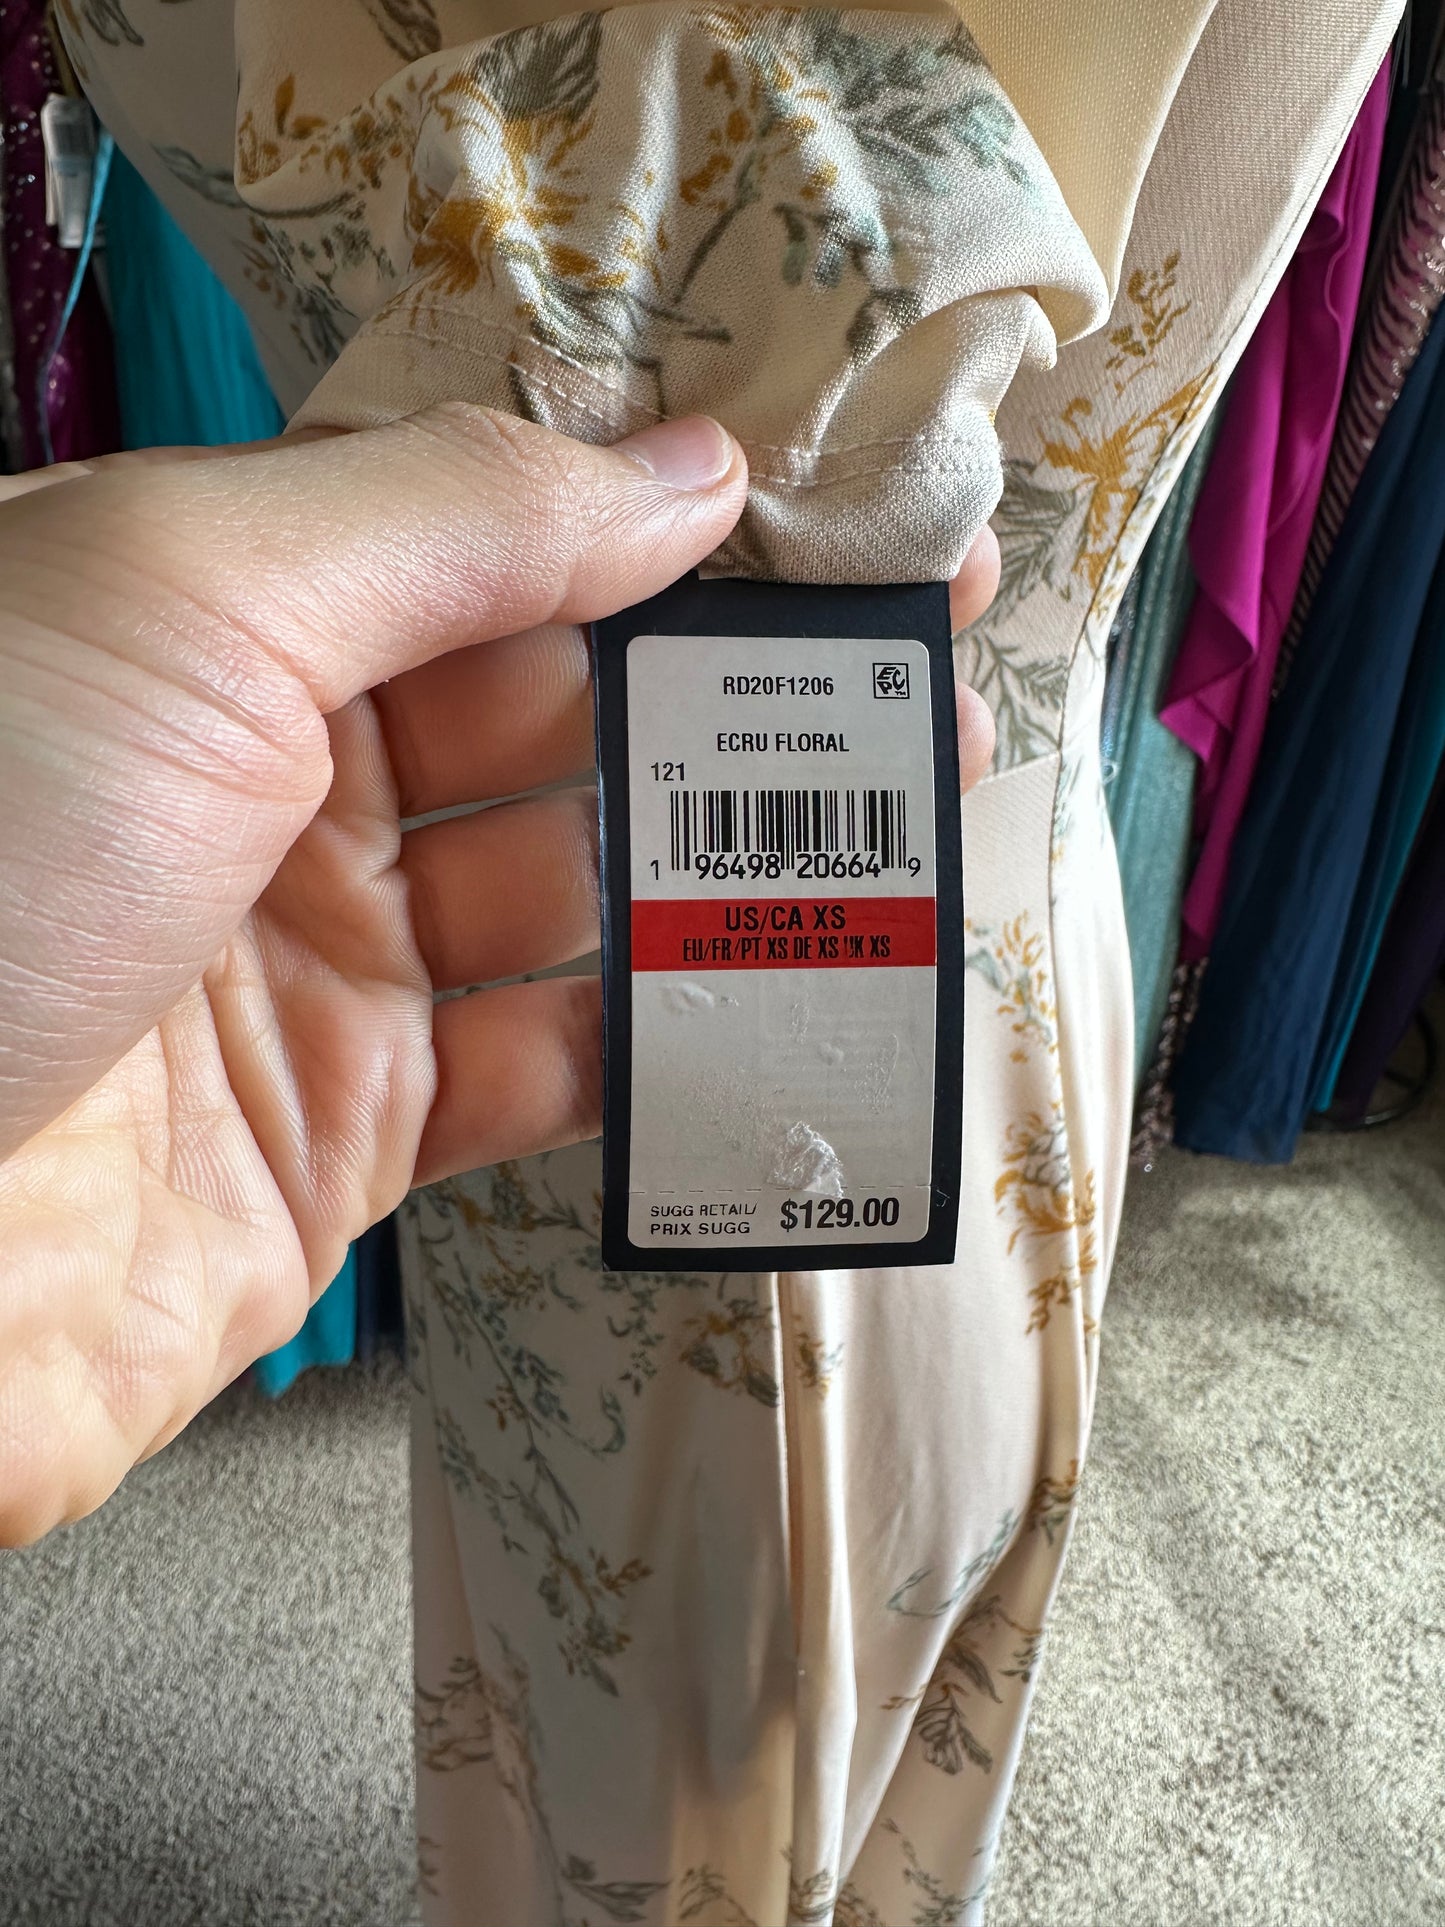 RD20F1206
EPC™
ECRU FLORAL
121
1 96498 20664 9
US/CA XS
EU/FR/PT XS DE XS UK XS
SUGG RETAIL/
PRIX SUGG $129.00